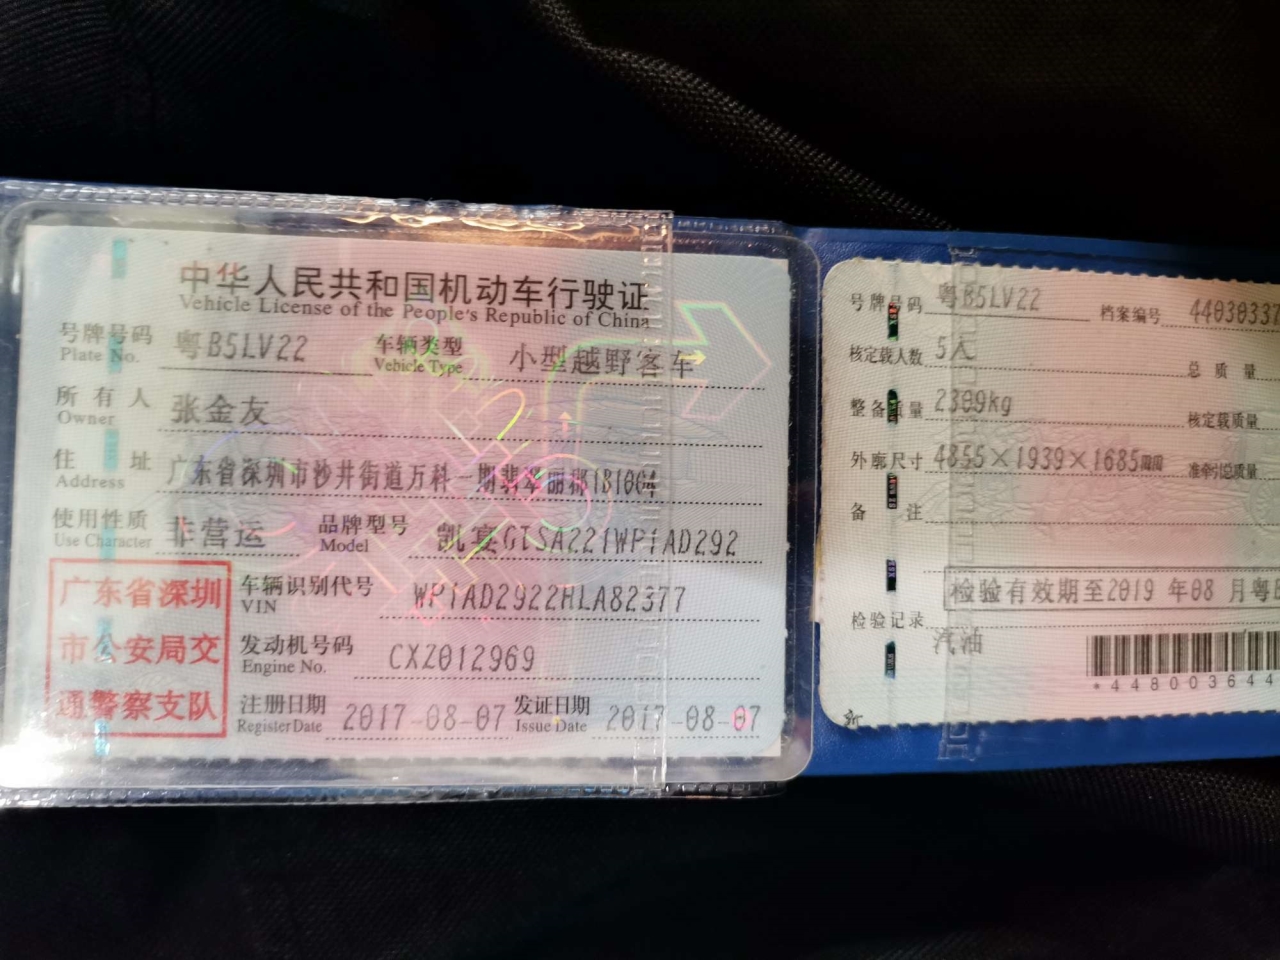 中华人民共和国机动车行驶证
Vehicle License of the People's Republic of China
号牌号码 粤B5LV22 车辆类型 小型越野客车
Plate No. Vehicle Type
所有人 张金友
Owner
住址 广东省深圳市沙井街道万科一期翡翠丽郡1B1004
Address
使用性质 非营运 品牌型号 凯宴GTSA221WP1AD292
Use Character Model
车辆识别代号 WP1AD2922HLA82377
VIN
发动机号码 CXZ012969
Engine No.
注册日期 2017-08-07 发证日期 2017-08-07
Register Date Issue Date
广东省深圳
市公安局交
通警察支队
号牌号码 粤B5LV22 档案编号 44030337
核定载人数 5人 总质量
整备质量 2309kg 核定载质量
外廓尺寸 4855×1939×1685 准牵引总质量
备注
检验有效期至2019年08月粤B
检验记录
汽油
*448003644